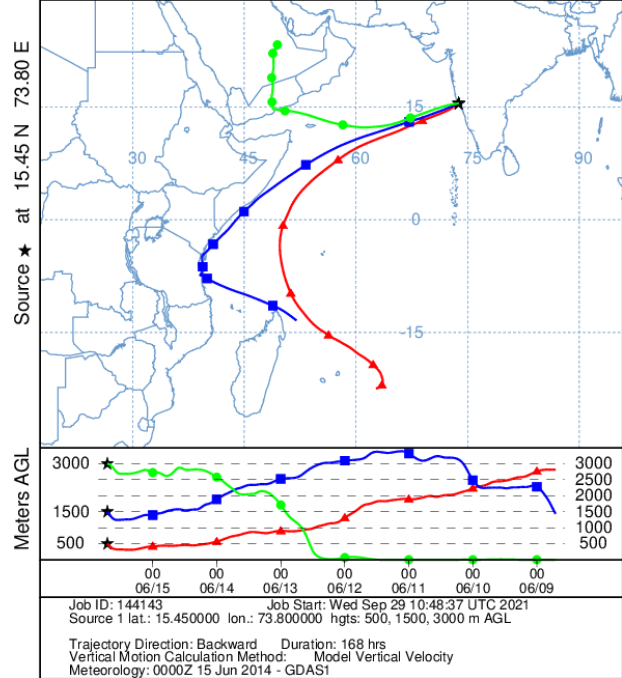 Source ★ at 15.45 N 73.80 E
15
30 45 60 75 90
0
-15
Meters AGL
3000 3000
2500
2000
1500 1500
1000
500 500
00 00 00 00 00 00 00
06/15 06/14 06/13 06/12 06/11 06/10 06/09
Job ID: 144143 Job Start: Wed Sep 29 10:48:37 UTC 2021
Source 1 lat.: 15.450000 lon.: 73.800000 hgts: 500, 1500, 3000 m AGL
Trajectory Direction: Backward Duration: 168 hrs
Vertical Motion Calculation Method: Model Vertical Velocity
Meteorology: 0000Z 15 Jun 2014 - GDAS1